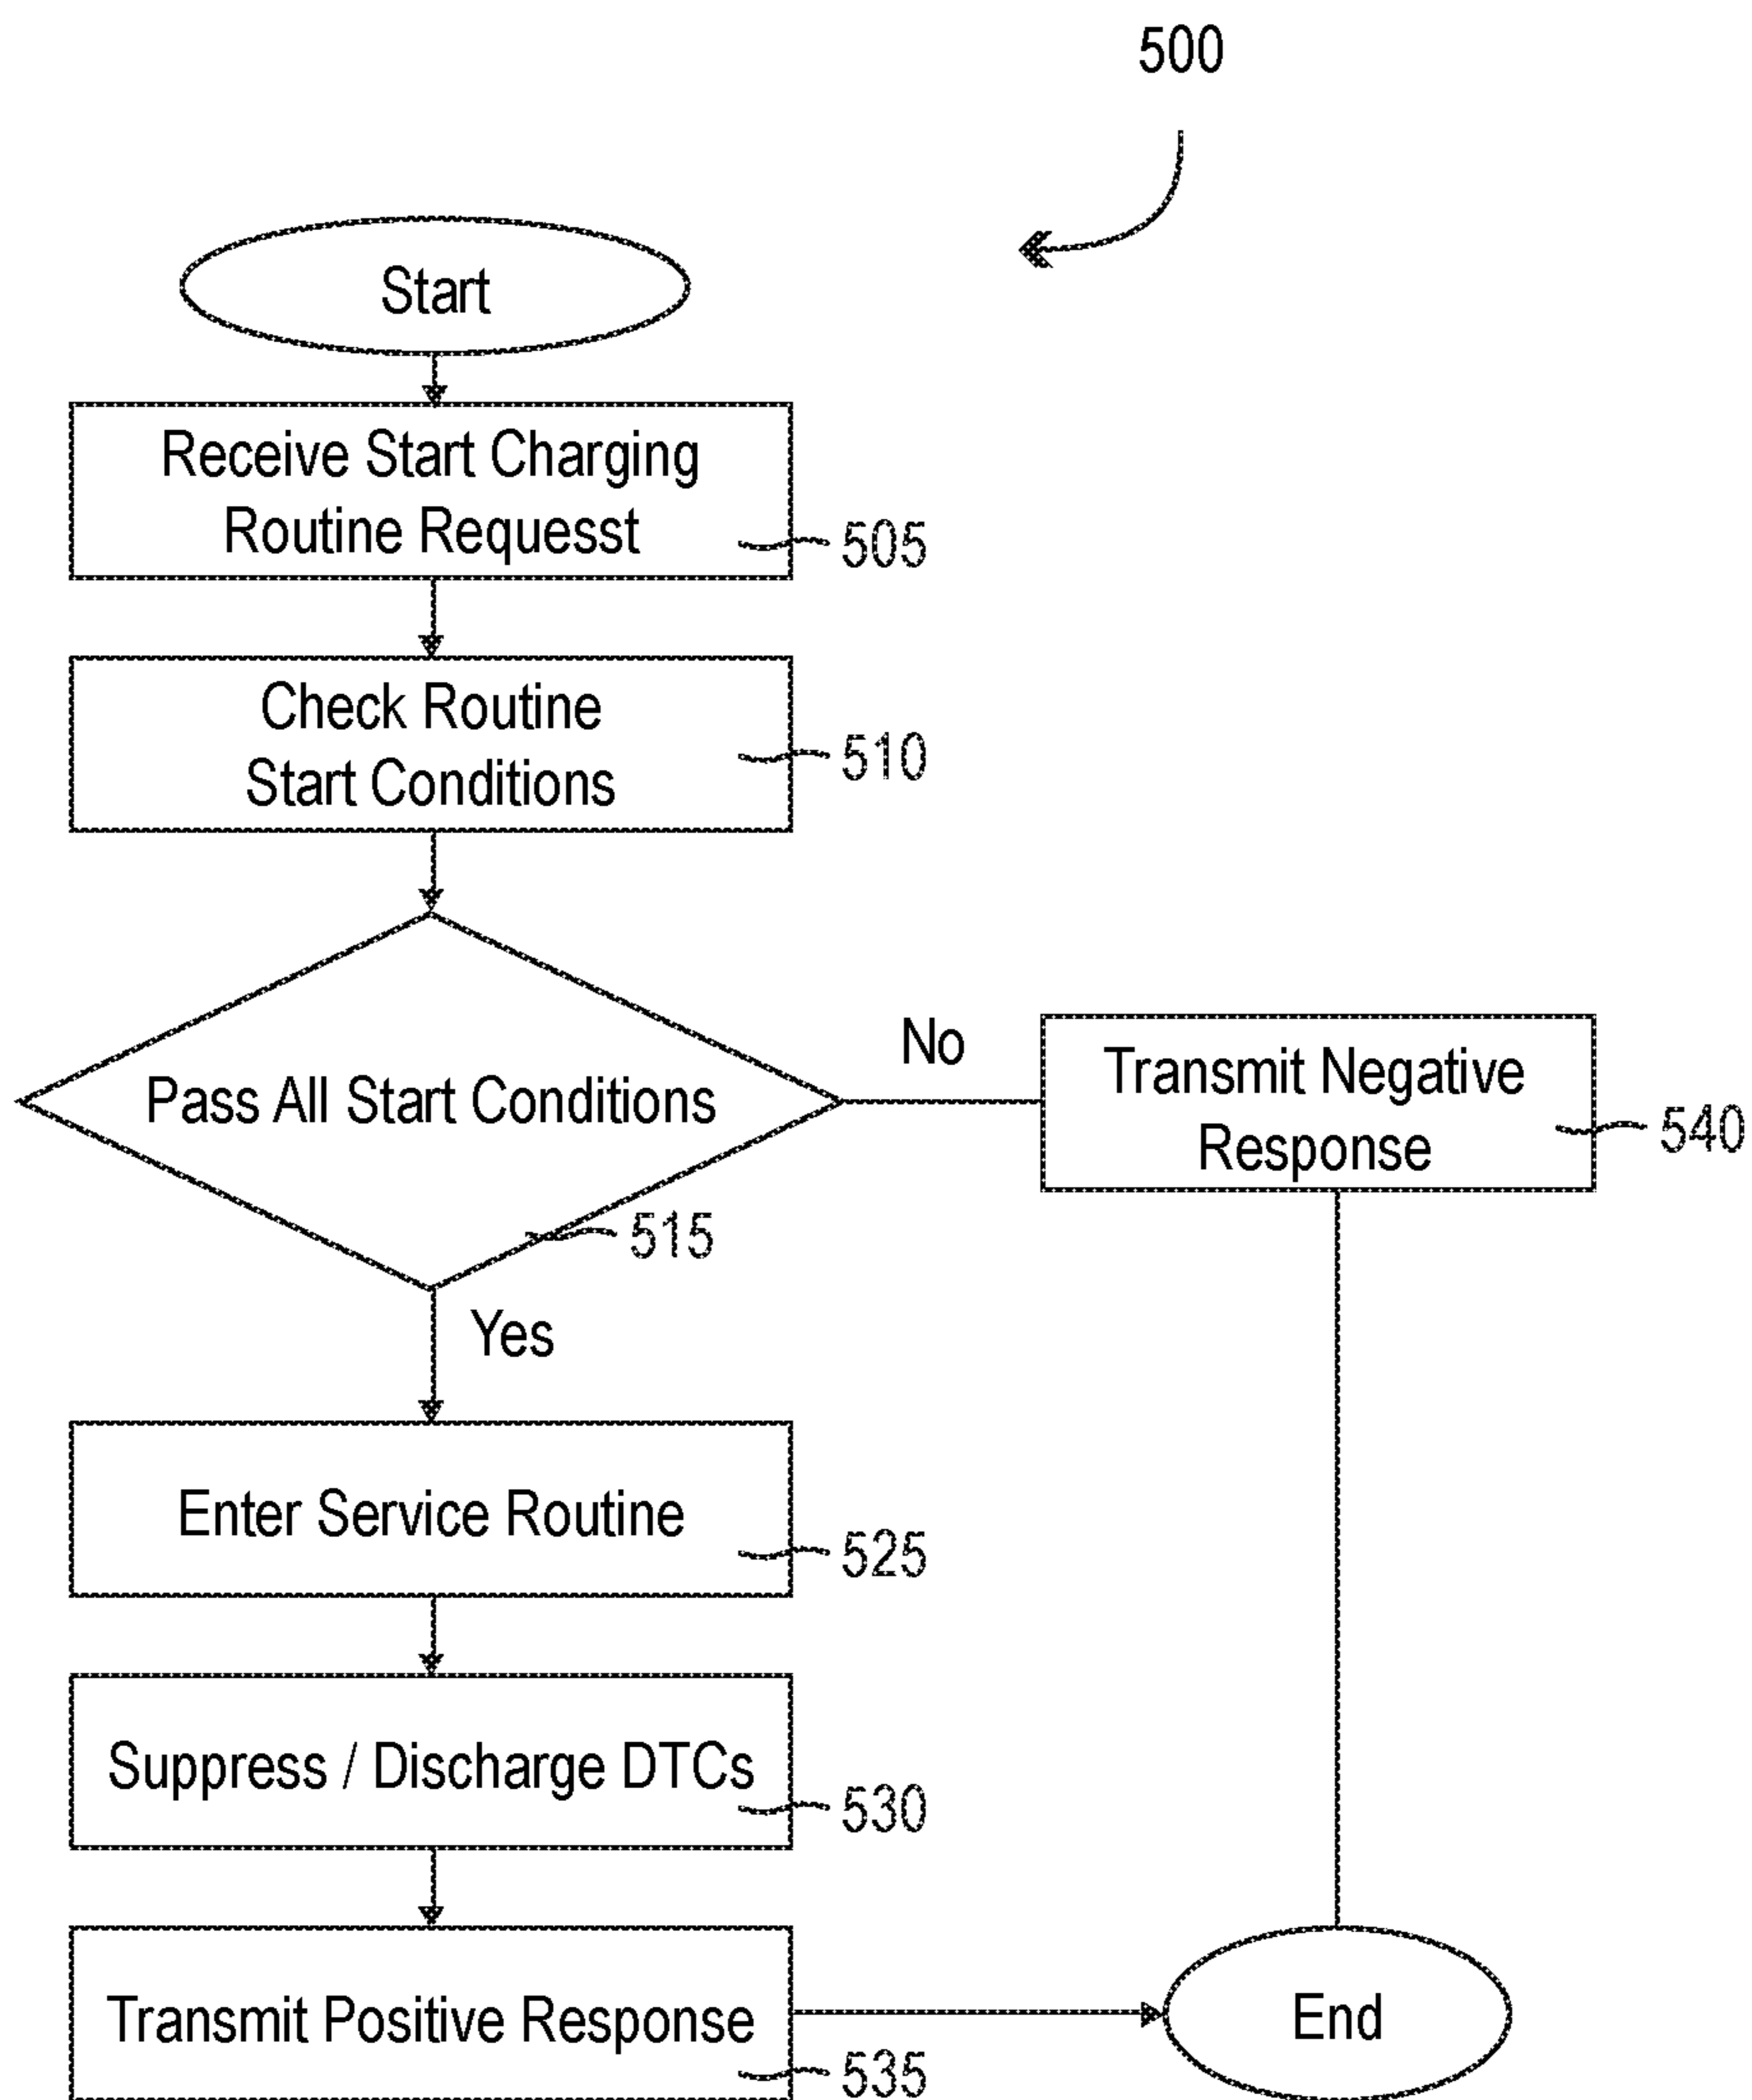 500
Start
Receive Start Charging
Routine Requesst
505
Check Routine
Start Conditions
510
Pass All Start Conditions
515
No
Transmit Negative
Response
540
Yes
Enter Service Routine
525
Suppress / Discharge DTCs
530
Transmit Positive Response
535
End